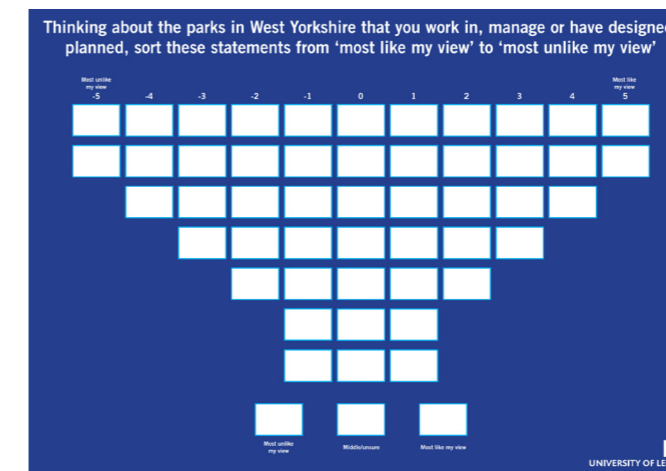 Thinking about the parks in West Yorkshire that you work in, manage or have designed
planned, sort these statements from ‘most like my view’ to ‘most unlike my view’
Most unlike
my view
Most like
my view
-5 -4 -3 -2 -1 0 1 2 3 4 5
Most unlike
my view
Middle/unsure
Most like my view
UNIVERSITY OF LE